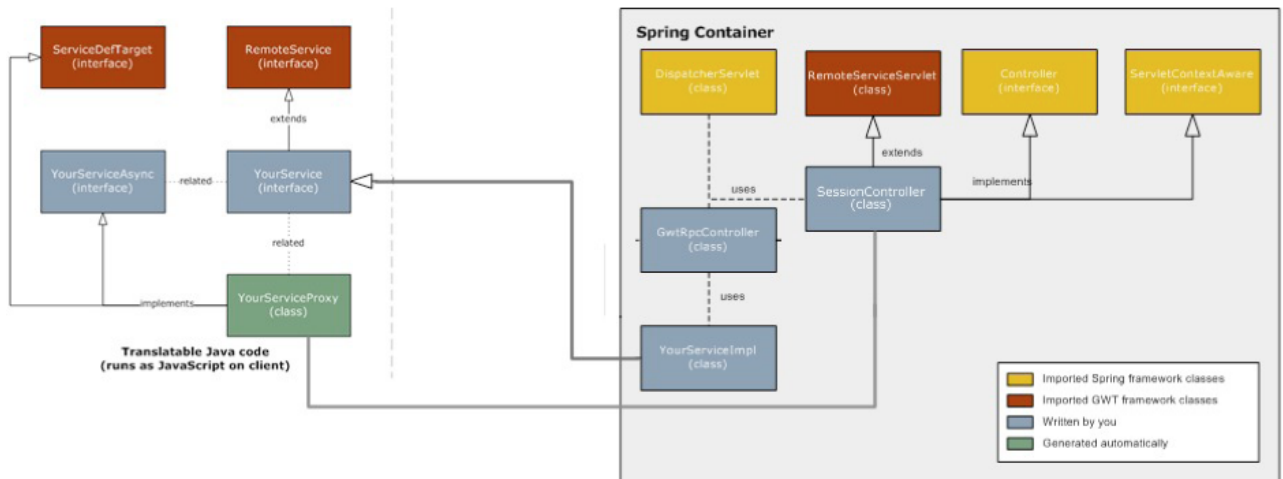 Spring Container
ServiceDefTarget
(interface)
RemoteService
(interface)
DispatcherServlet
(class)
RemoteServiceServlet
(class)
Controller
(interface)
ServletContextAware
(interface)
extends
extends
YourServiceAsync
(interface)
related
YourService
(interface)
uses
SessionController
(class)
implements
related
GwtRpcController
(class)
implements
YourServiceProxy
(class)
uses
Translatable Java code
(runs as JavaScript on client)
YourServiceImpl
(class)
Imported Spring framework classes
Imported GWT framework classes
Written by you
Generated automatically